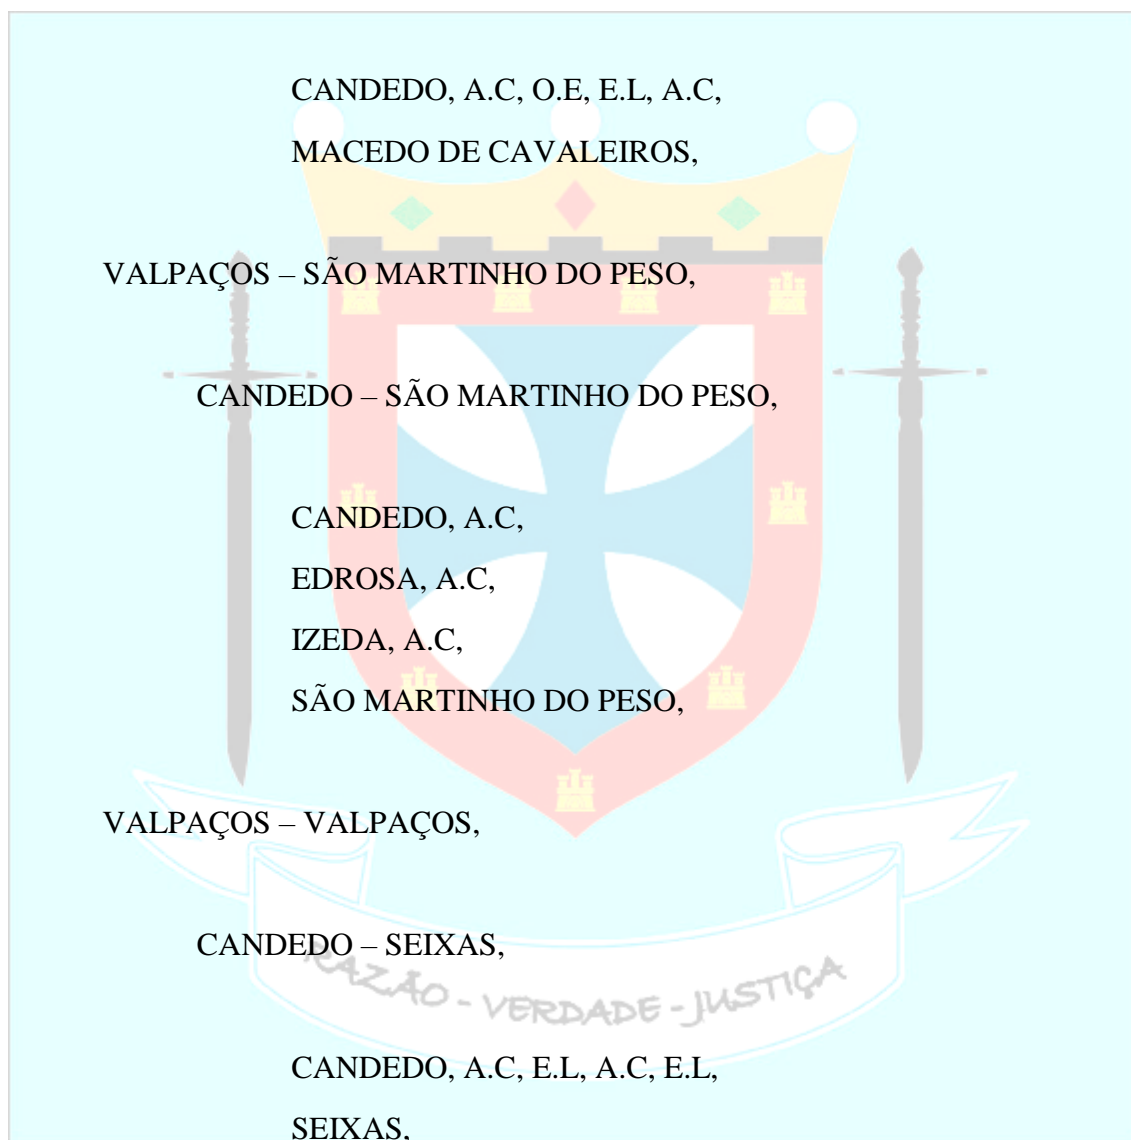 CANDEDO, A.C, O.E, E.L, A.C,
MACEDO DE CAVALEIROS,
VALPAÇOS – SÃO MARTINHO DO PESO,
CANDEDO – SÃO MARTINHO DO PESO,
CANDEDO, A.C,
EDROSA, A.C,
IZEDA, A.C,
SÃO MARTINHO DO PESO,
VALPAÇOS – VALPAÇOS,
CANDEDO – SEIXAS,
RAZÃO - VERDADE - JUSTIÇA
CANDEDO, A.C, E.L, A.C, E.L,
SEIXAS,